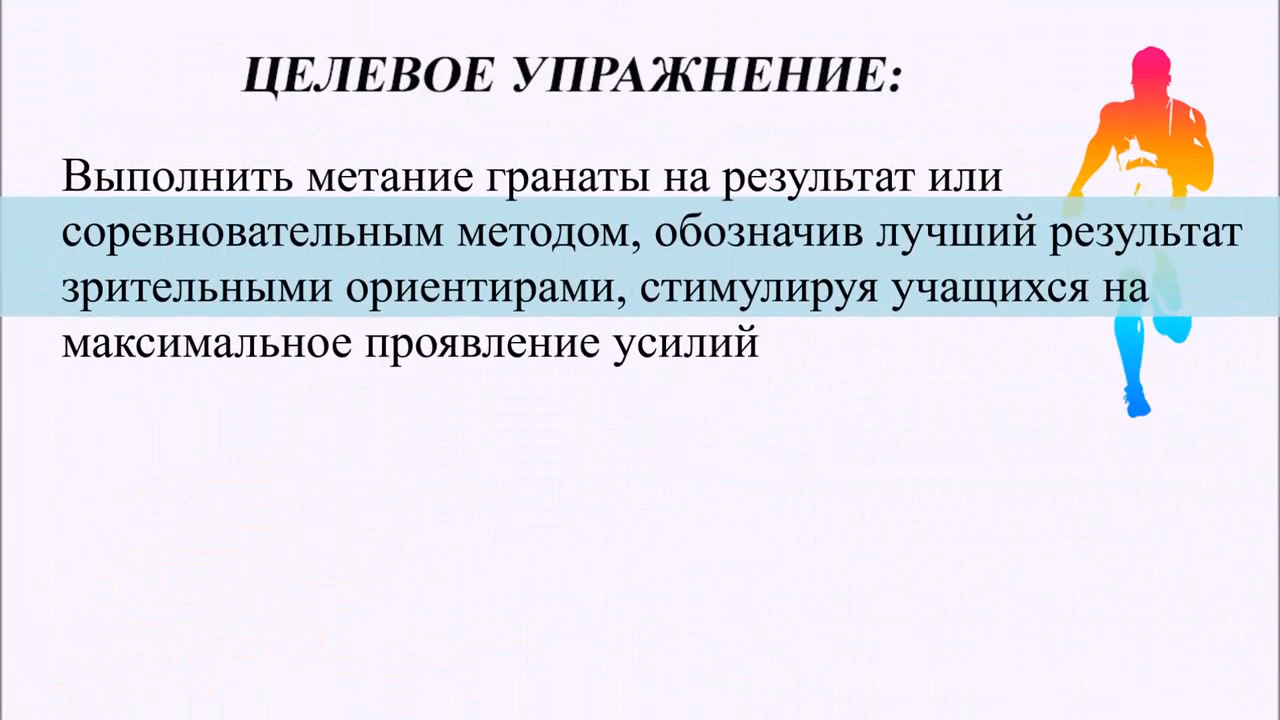 ЦЕЛЕВОЕ УПРАЖНЕНИЕ:
Выполнить метание гранаты на результат или
соревновательным методом, обозначив лучший результат
зрительными ориентирами, стимулируя учащихся на
максимальное проявление усилий